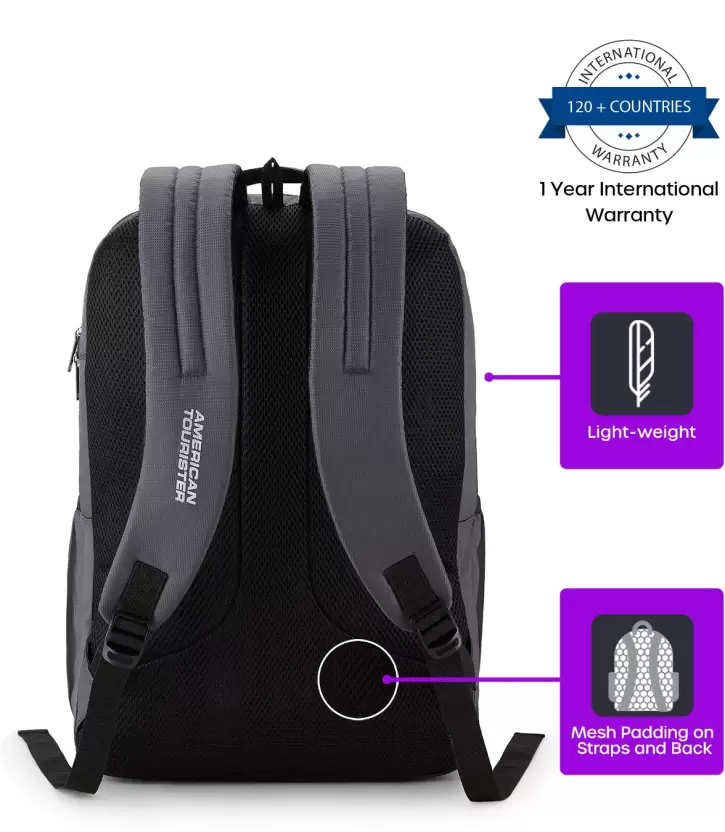 INTERNATIONAL
120 + COUNTRIES
WARRANTY
1 Year International
Warranty
Light-weight
AMERICAN
TOURISTER
Mesh Padding on
Straps and Back